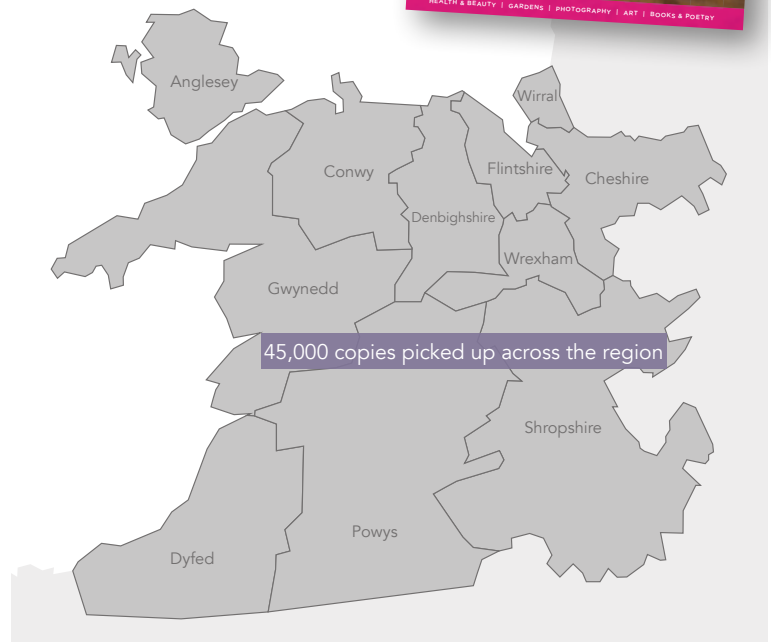 HEALTH & BEAUTY | GARDENS | PHOTOGRAPHY | ART | BOOKS & POETRY
Anglesey
Wirral
Conwy
Flintshire
Cheshire
Denbighshire
Wrexham
Gwynedd
45,000 copies picked up across the region
Shropshire
Powys
Dyfed